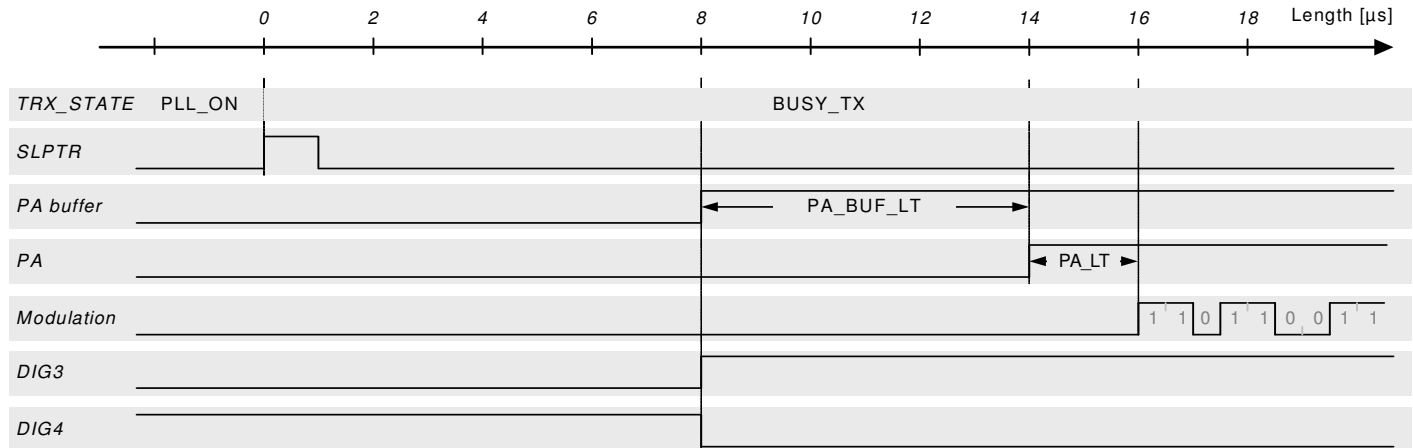 0 2 4 6 8 10 12 14 16 18 Length [µs]
TRX_STATE PLL_ON BUSY_TX
SLPTR
PA buffer PA_BUF_LT
PA PA_LT
Modulation 1 1 0 1 1 0 0 1 1
DIG3
DIG4